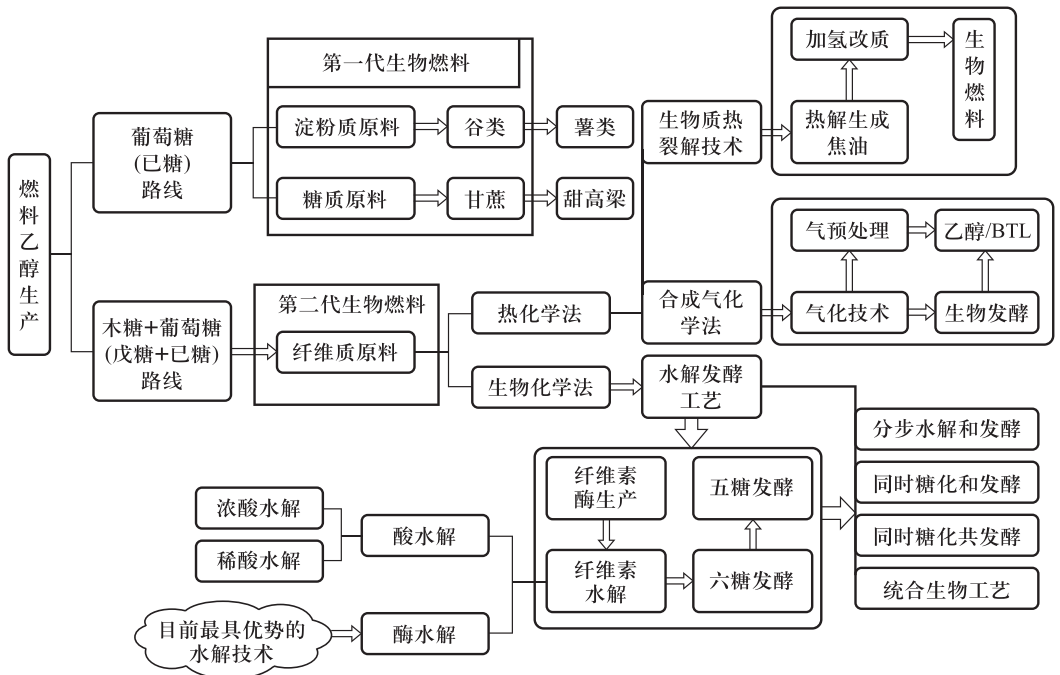 燃
料
乙
醇
生
产
葡萄糖
(已糖)
路线
木糖+葡萄糖
(戊糖+已糖)
路线
第一代生物燃料
淀粉质原料
谷类
薯类
糖质原料
甘蔗
甜高粱
第二代生物燃料
纤维质原料
热化学法
生物化学法
生物质热
裂解技术
热解生成
焦油
加氢改质
生
物
燃
料
合成气化
学法
气化技术
气预处理
生物发酵
乙醇/BTL
水解发酵
工艺
分步水解和发酵
同时糖化和发酵
同时糖化共发酵
统合生物工艺
纤维素
酶生产
五糖发酵
纤维素
水解
六糖发酵
浓酸水解
稀酸水解
酸水解
酶水解
目前最具优势的
水解技术